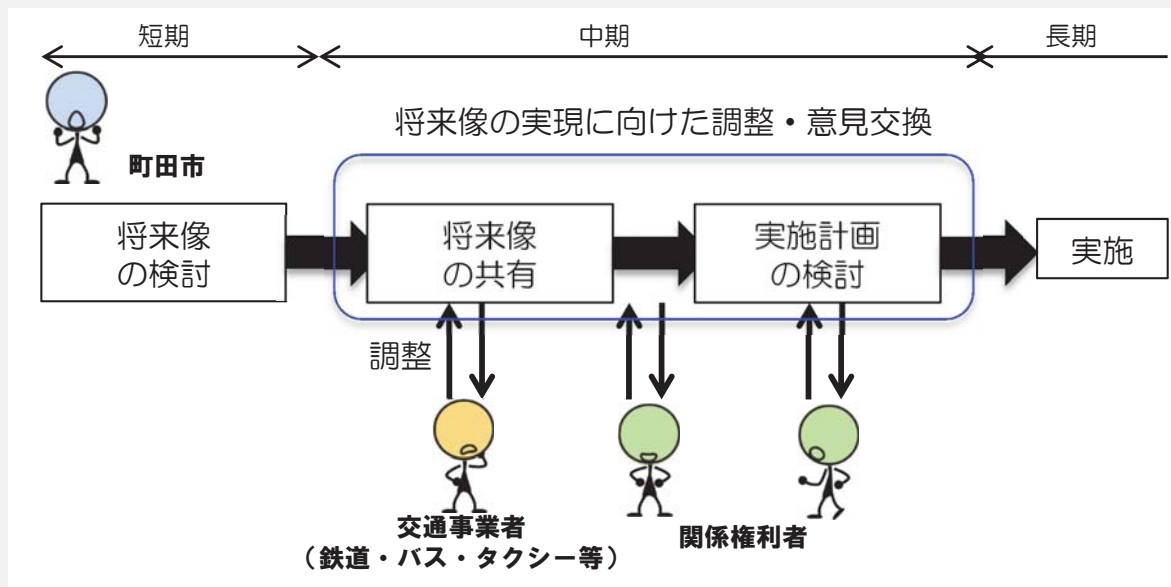 短期
中期
長期
町田市
将来像の実現に向けた調整・意見交換
将来像
の検討
将来像
の共有
実施計画
の検討
実施
調整
交通事業者
（鉄道・バス・タクシー等）
関係権利者